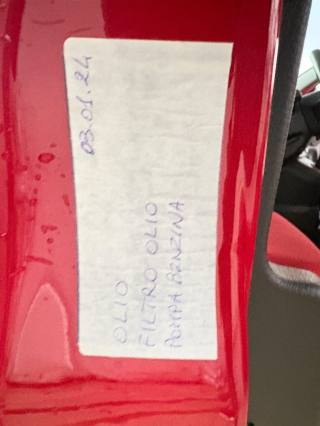 03.01.24
OLIO
FILTRO OLIO
POMPA BENZINA